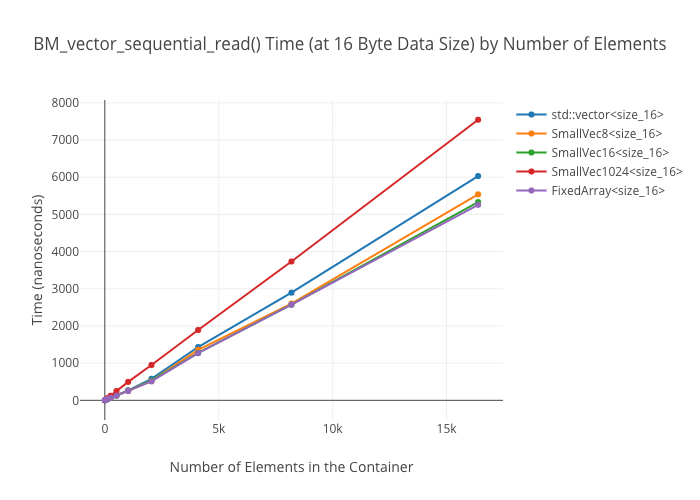 BM_vector_sequential_read() Time (at 16 Byte Data Size) by Number of Elements
std::vector<size_16>
SmallVec8<size_16>
SmallVec16<size_16>
SmallVec1024<size_16>
FixedArray<size_16>
Time (nanoseconds)
8000
7000
6000
5000
4000
3000
2000
1000
0
0
5k
10k
15k
Number of Elements in the Container